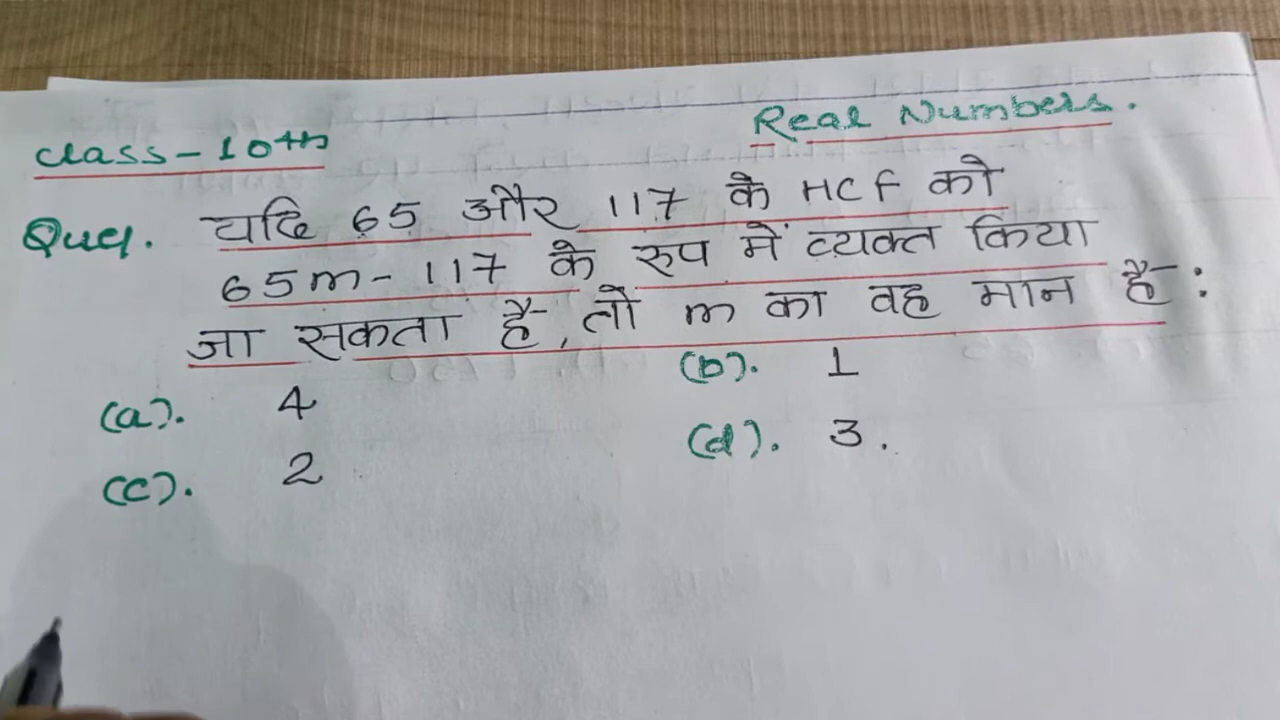 Class-10th
Real Numbers.
Que. यदि 65 और 117 के HCF को
65m-117 के रुप में व्यक्त किया
जा सकता है, तो m का वह मान है:
(a). 4
(b). 1
(c). 2
(d). 3.